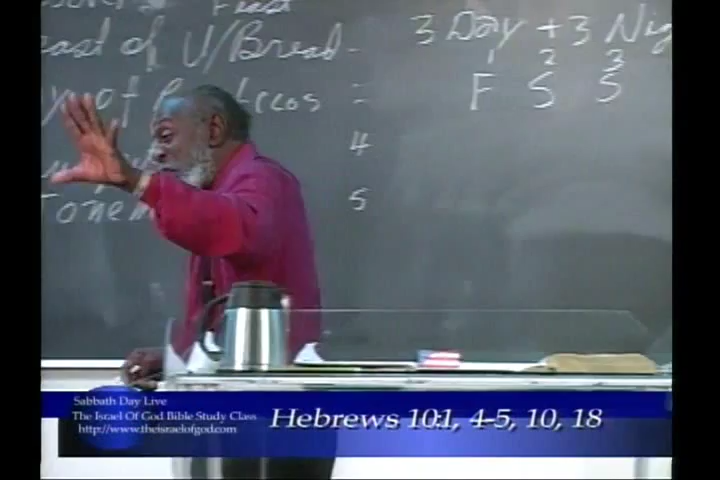 Feast
of U/Bread
3 Day + 3 Nig
1 2 3
F S S
of
4
5
Sabbath Day Live
The Israel Of God Bible Study Class
http://www.theisraelofgod.com
Hebrews 10:1, 4-5, 10, 18